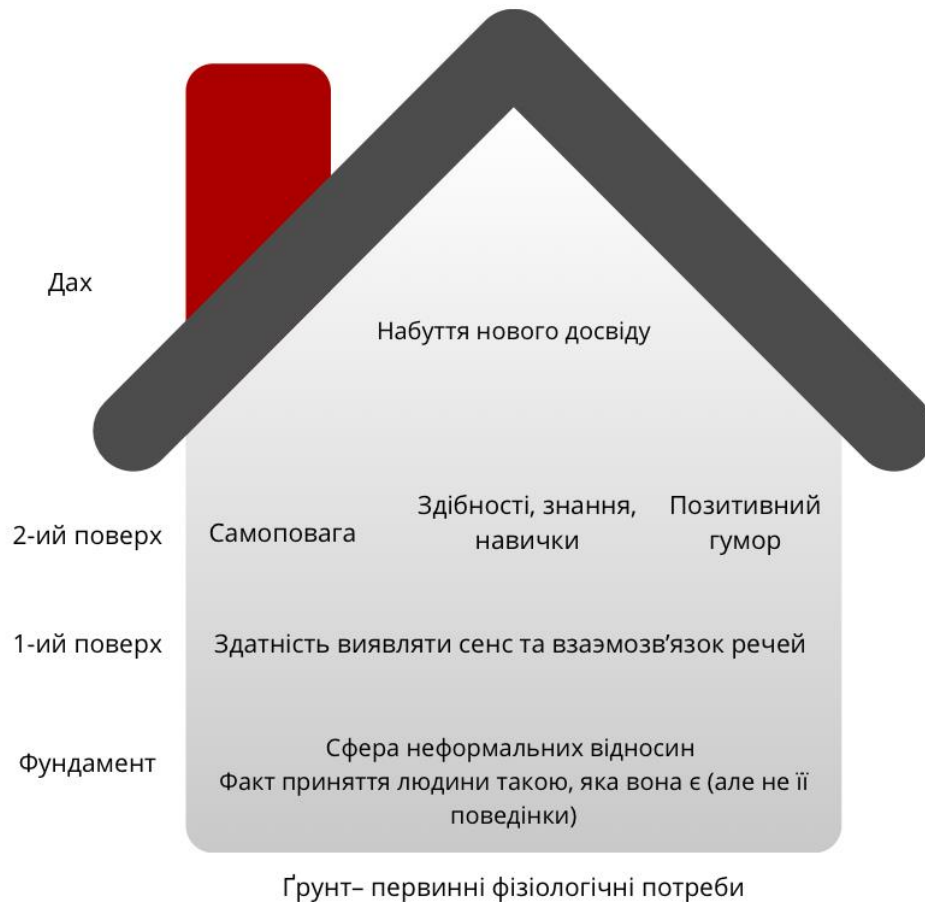 Дах
Набуття нового досвіду
2-ий поверх
Самоповага
Здібності, знання,
навички
Позитивний
гумор
1-ий поверх
Здатність виявляти сенс та взаэмозв’язок речей
Фундамент
Сфера неформальних відносин
Факт приняття людини такою, яка вона є (але не її
поведінки)
Ґрунт– первинні фізіологічні потреби